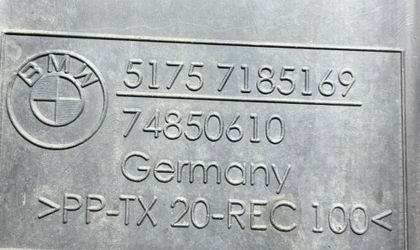 BMW
5175 7185169
74850610
Germany
>PP-TX 20-REC 100<